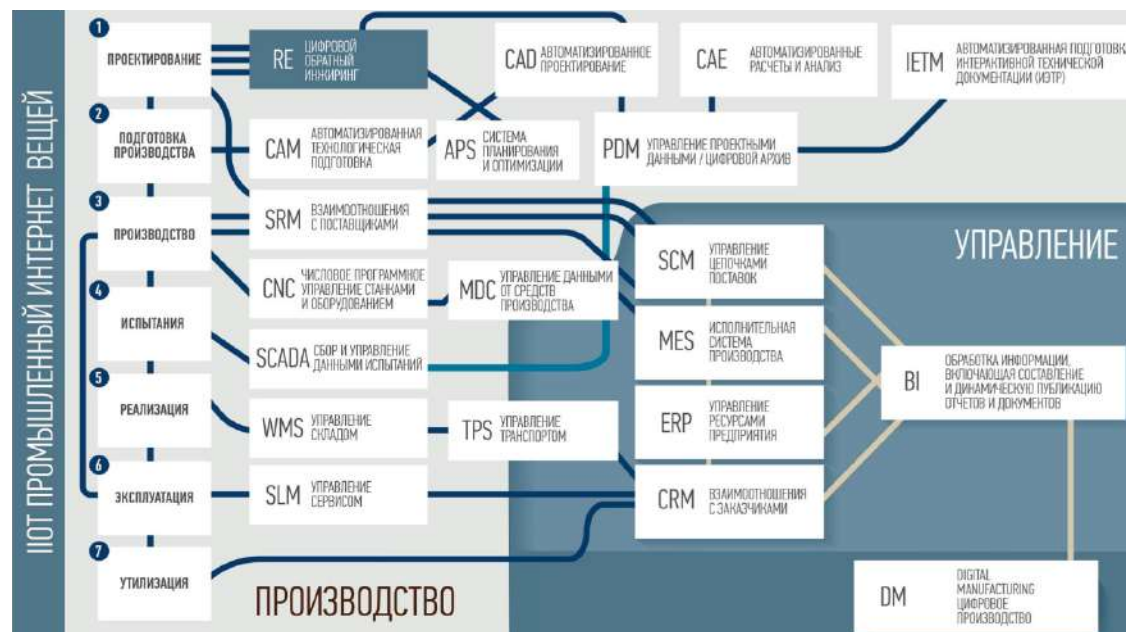 IIOT ПРОМЫШЛЕННЫЙ ИНТЕРНЕТ ВЕЩЕЙ
1
ПРОЕКТИРОВАНИЕ
2
ПОДГОТОВКА
ПРОИЗВОДСТВА
3
ПРОИЗВОДСТВО
4
ИСПЫТАНИЯ
5
РЕАЛИЗАЦИЯ
6
ЭКСПЛУАТАЦИЯ
7
УТИЛИЗАЦИЯ
RE
ЦИФРОВОЙ
ОБРАТНЫЙ
ИНЖИРИНГ
CAD
АВТОМАТИЗИРОВАННОЕ
ПРОЕКТИРОВАНИЕ
CAE
АВТОМАТИЗИРОВАННЫЕ
РАСЧЕТЫ И АНАЛИЗ
IETM
АВТОМАТИЗИРОВАННАЯ ПОДГОТОВКА
ИНТЕРАКТИВНОЙ ТЕХНИЧЕСКОЙ
ДОКУМЕНТАЦИИ (ИЭТР)
CAM
АВТОМАТИЗИРОВАННАЯ
ТЕХНОЛОГИЧЕСКАЯ
ПОДГОТОВКА
APS
СИСТЕМА
ПЛАНИРОВАНИЯ
И ОПТИМИЗАЦИИ
PDM
УПРАВЛЕНИЕ ПРОЕКТНЫМИ
ДАННЫМИ / ЦИФРОВОЙ АРХИВ
SRM
ВЗАИМООТНОШЕНИЯ
С ПОСТАВЩИКАМИ
CNC
ЧИСЛОВОЕ ПРОГРАММНОЕ
УПРАВЛЕНИЕ СТАНКАМИ
И ОБОРУДОВАНИЕМ
MDC
УПРАВЛЕНИЕ ДАННЫМИ
ОТ СРЕДСТВ
ПРОИЗВОДСТВА
SCADA
СБОР И УПРАВЛЕНИЕ
ДАННЫМИ ИСПЫТАНИЙ
WMS
УПРАВЛЕНИЕ
СКЛАДОМ
TPS
УПРАВЛЕНИЕ
ТРАНСПОРТОМ
SLM
УПРАВЛЕНИЕ
СЕРВИСОМ
ПРОИЗВОДСТВО
УПРАВЛЕНИЕ
SCM
УПРАВЛЕНИЕ
ЦЕПОЧКАМИ
ПОСТАВОК
MES
ИСПОЛНИТЕЛЬНАЯ
СИСТЕМА
ПРОИЗВОДСТВА
ERP
УПРАВЛЕНИЕ
РЕСУРСАМИ
ПРЕДПРИЯТИЯ
CRM
ВЗАИМООТНОШЕНИЯ
С ЗАКАЗЧИКАМИ
BI
ОБРАБОТКА ИНФОРМАЦИИ,
ВКЛЮЧАЮЩАЯ СОСТАВЛЕНИЕ
И ДИНАМИЧЕСКУЮ ПУБЛИКАЦИЮ
ОТЧЕТОВ И ДОКУМЕНТОВ
DM
DIGITAL
MANUFACTURING
ЦИФРОВОЕ
ПРОИЗВОДСТВО